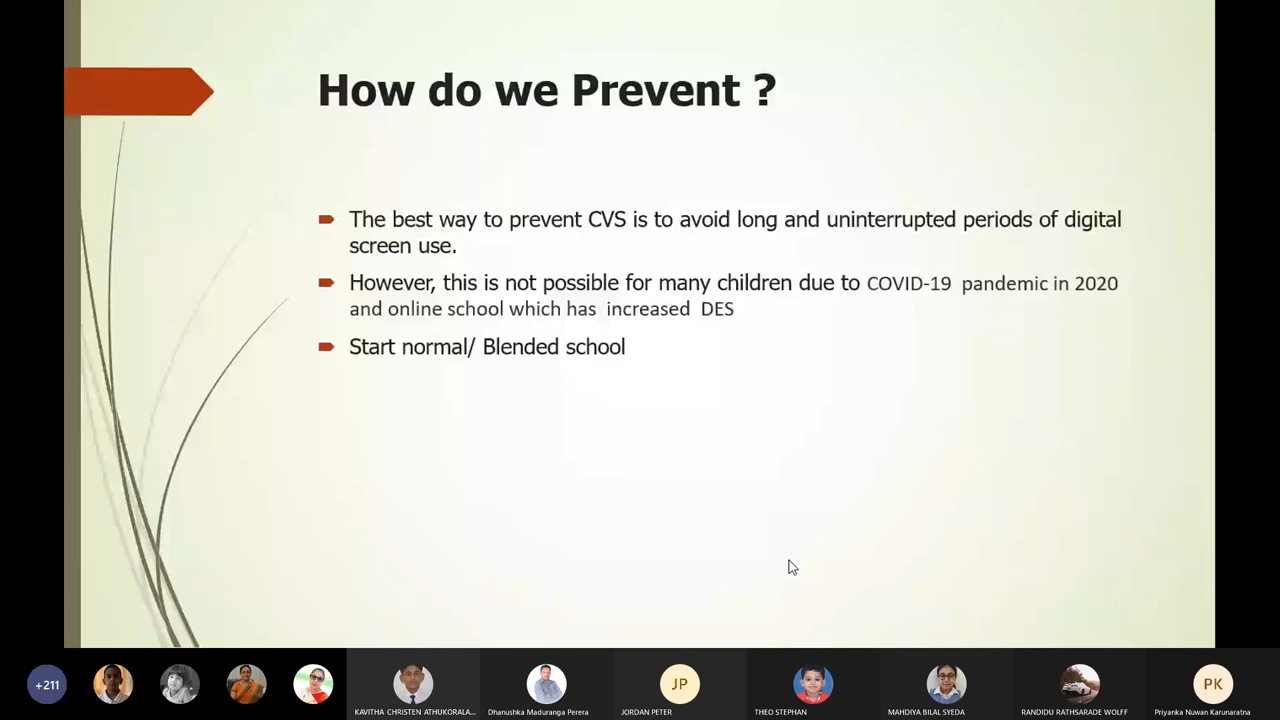 How do we Prevent ?
The best way to prevent CVS is to avoid long and uninterrupted periods of digital
screen use.
However, this is not possible for many children due to COVID-19 pandemic in 2020
and online school which has increased DES
Start normal/ Blended school
+211
JP
PK
KAVITHA CHRISTEN ATHUKORALA...
Dhanushka Maduranga Perera
JORDAN PETER
THEO STEPHAN
MAHDIYA BILAL SYEDA
RANDIDU RATHSARADE WOLFF
Priyanka Nuwan Karunaratna